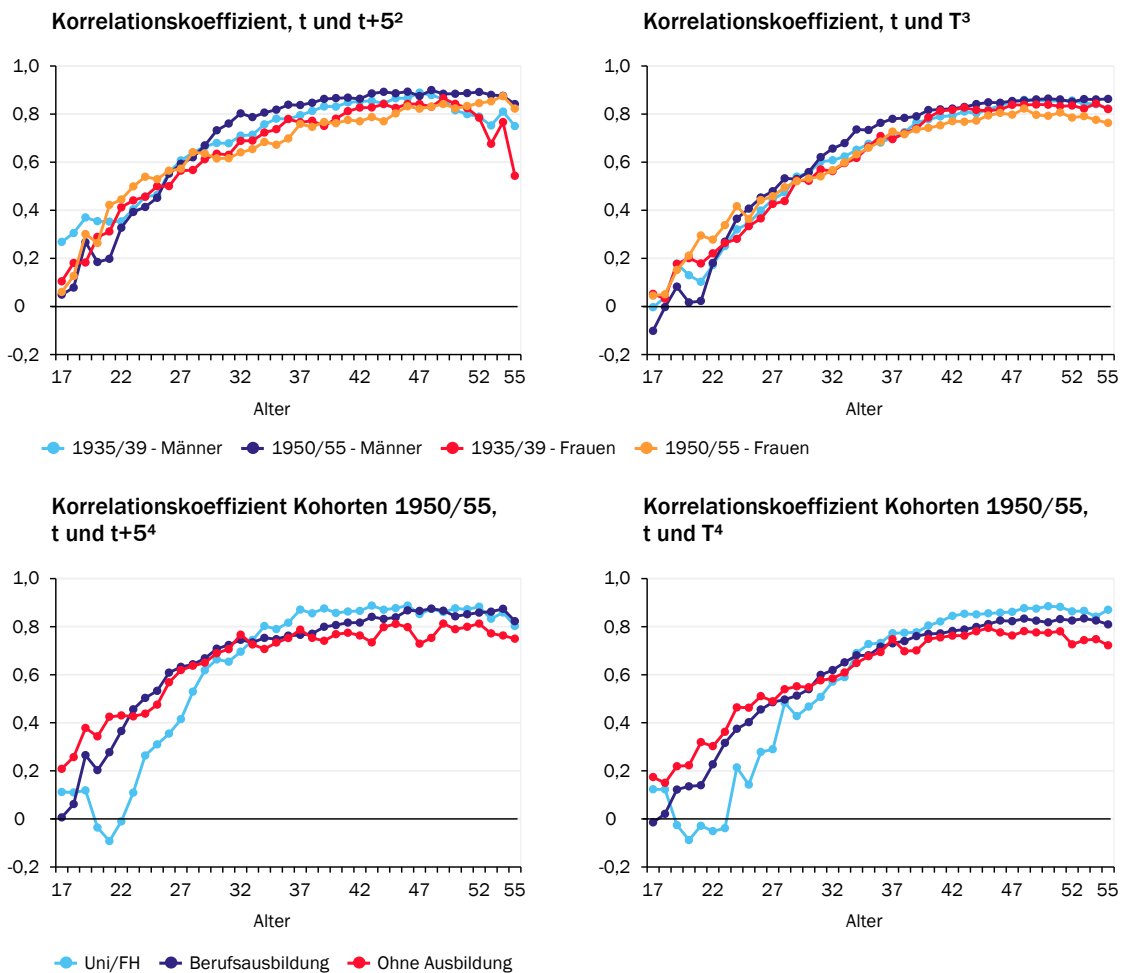 Korrelationskoeffizient, t und t+5²
1,0
0,8
0,6
0,4
0,2
0
-0,2
17 22 27 32 37 42 47 52 55
Alter
Korrelationskoeffizient, t und T³
1,0
0,8
0,6
0,4
0,2
0
-0,2
17 22 27 32 37 42 47 52 55
Alter
1935/39 - Männer 1950/55 - Männer 1935/39 - Frauen 1950/55 - Frauen
Korrelationskoeffizient Kohorten 1950/55,
t und t+5⁴
1,0
0,8
0,6
0,4
0,2
0
-0,2
17 22 27 32 37 42 47 52 55
Alter
Korrelationskoeffizient Kohorten 1950/55,
t und T⁴
1,0
0,8
0,6
0,4
0,2
0
-0,2
17 22 27 32 37 42 47 52 55
Alter
Uni/FH Berufsausbildung Ohne Ausbildung